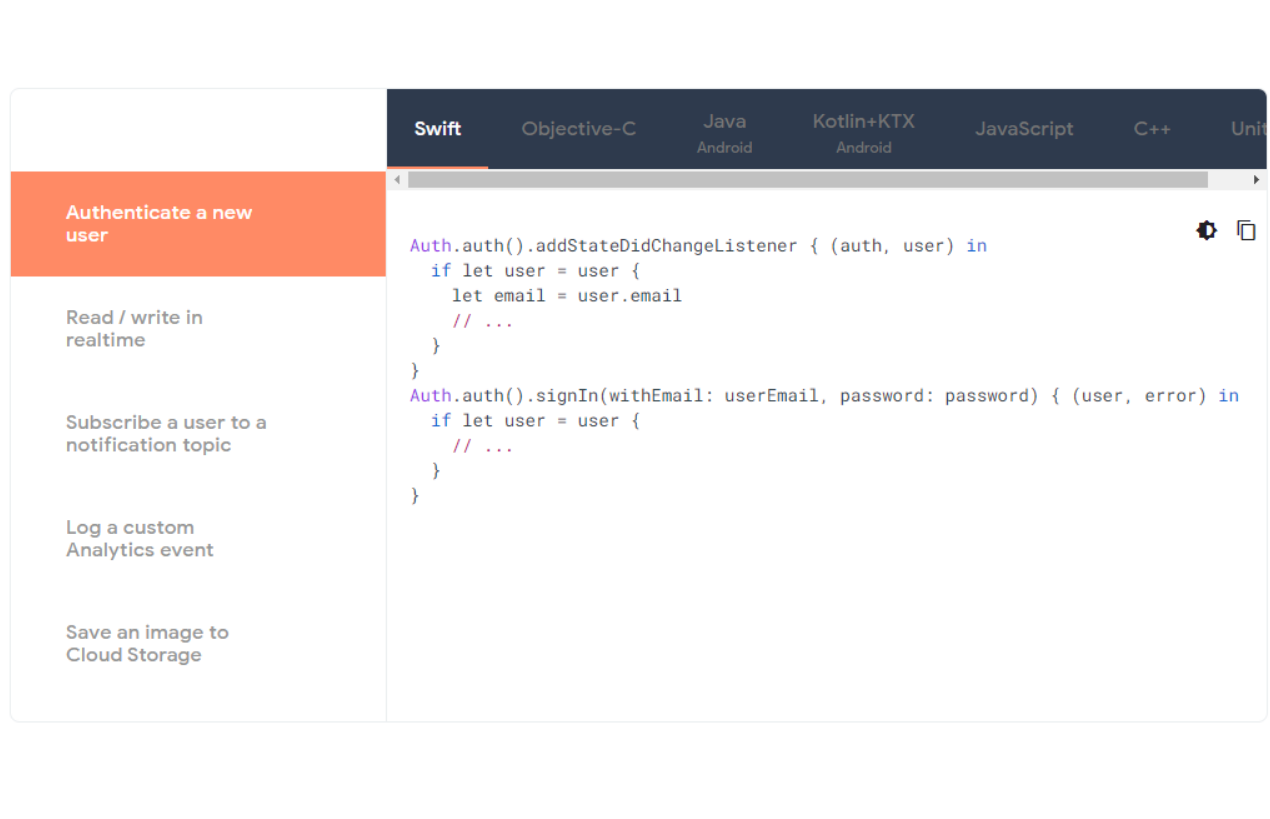 Swift
Objective-C
Java
Android
Kotlin+KTX
Android
JavaScript
C++
Unit
Authenticate a new
user
Read / write in
realtime
Subscribe a user to a
notification topic
Log a custom
Analytics event
Save an image to
Cloud Storage
Auth.auth().addStateDidChangeListener { (auth, user) in
  if let user = user {
    let email = user.email
    // ...
  }
}
Auth.auth().signIn(withEmail: userEmail, password: password) { (user, error) in
  if let user = user {
    // ...
  }
}